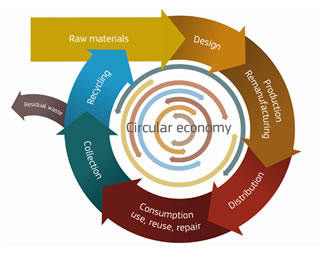 Raw materials
Design
Production
Remanufacturing
Distribution
Consumption
use, reuse, repair
Collection
Recycling
Residual waste
Circular economy